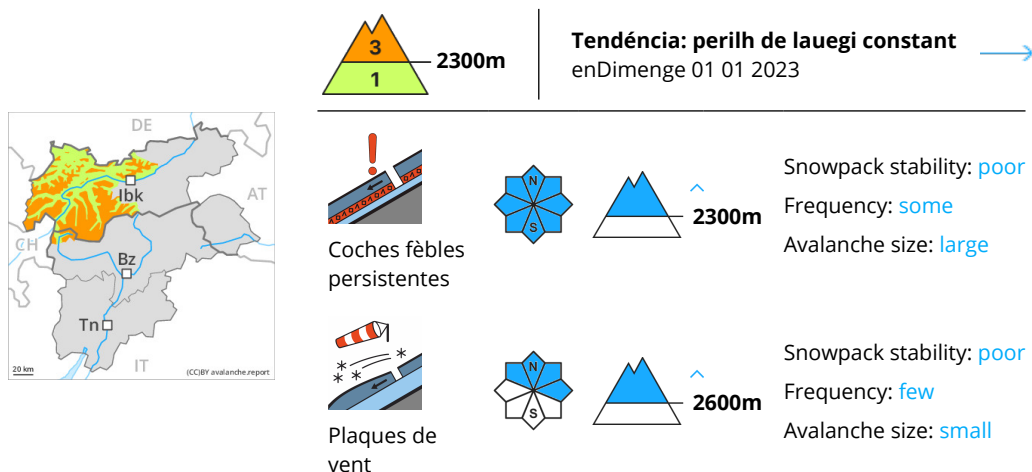 3
1
2300m
Tendéncia: perilh de lauegi constant
enDimenge 01 01 2023
DE
AT
CH
IT
Ibk
Bz
Tn
20 km
(CC)BY avalanche.report
Coches fèbles
persistentes
N
S
2300m
Snowpack stability: poor
Frequency: some
Avalanche size: large
Plaques de
vent
N
S
2600m
Snowpack stability: poor
Frequency: few
Avalanche size: small